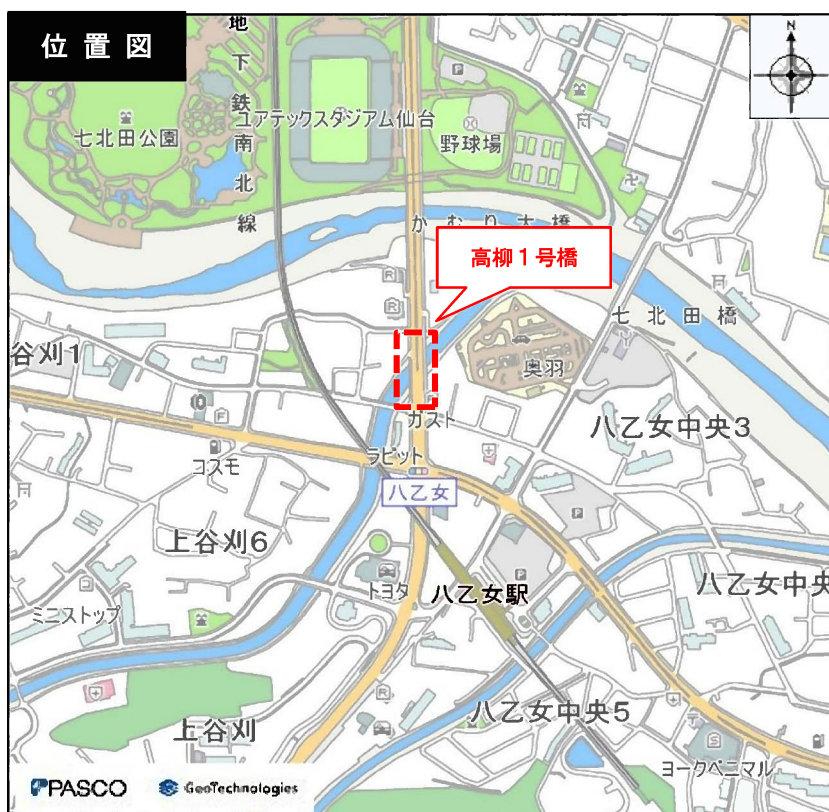 位置図
N
地下鉄南北線
ユアテックスタジアム仙台
七北田公園
野球場
P
かむり大橋
高柳1号橋
七北田橋
R
R
谷刈1
奥羽
ガスト
F
コスモ
八乙女中央3
ラビット
八乙女
P
上谷刈6
P
トヨタ
八乙女駅
八乙女中央
ミニストップ
R
八乙女中央5
上谷刈
S
ヨークベニマル
PASCO
GeoTechnologies